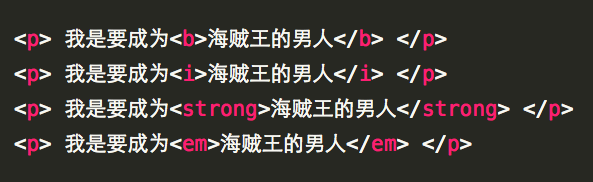 <p> 我是要成为<b>海贼王的男人</b> </p>
<p> 我是要成为<i>海贼王的男人</i> </p>
<p> 我是要成为<strong>海贼王的男人</strong> </p>
<p> 我是要成为<em>海贼王的男人</em> </p>